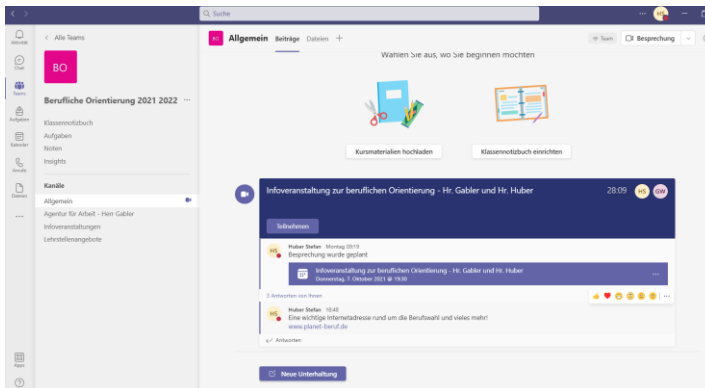 Suche
Aktivität
Chat
Teams
Aufgaben
Kalender
Anrufe
Dateien
Apps
< Alle Teams
BO
Berufliche Orientierung 2021 2022 ...
Klassennotizbuch
Aufgaben
Noten
Insights
Kanäle
Allgemein
Agentur für Arbeit - Herr Gabler
Infoveranstaltungen
Lehrstellenangebote
BO Allgemein Beiträge Dateien +
Team Besprechung
Wählen Sie aus, wo Sie beginnen möchten
Kursmaterialien hochladen
Klassennotizbuch einrichten
Infoveranstaltung zur beruflichen Orientierung - Hr. Gabler und Hr. Huber 28:09 HS GW
Teilnehmen
HS Huber Stefan Montag 09:19
Besprechung wurde geplant
Infoveranstaltung zur beruflichen Orientierung - Hr. Gabler und Hr. Huber
Donnerstag, 7. Oktober 2021 @ 19:00
3 Antworten von Ihnen
HS Huber Stefan 18:48
Eine wichtige Internetadresse rund um die Berufswahl und vieles mehr!
www.planet-beruf.de
Antworten
Neue Unterhaltung